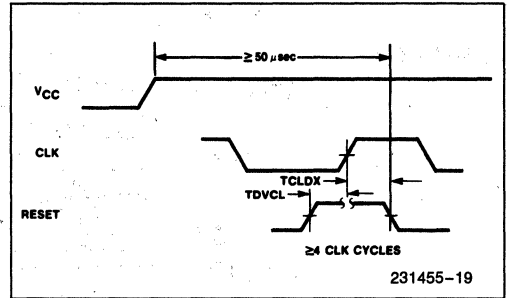 ≥ 50 μsec
VCC
CLK
TCLDX
TDVCL
RESET
≥4 CLK CYCLES
231455-19